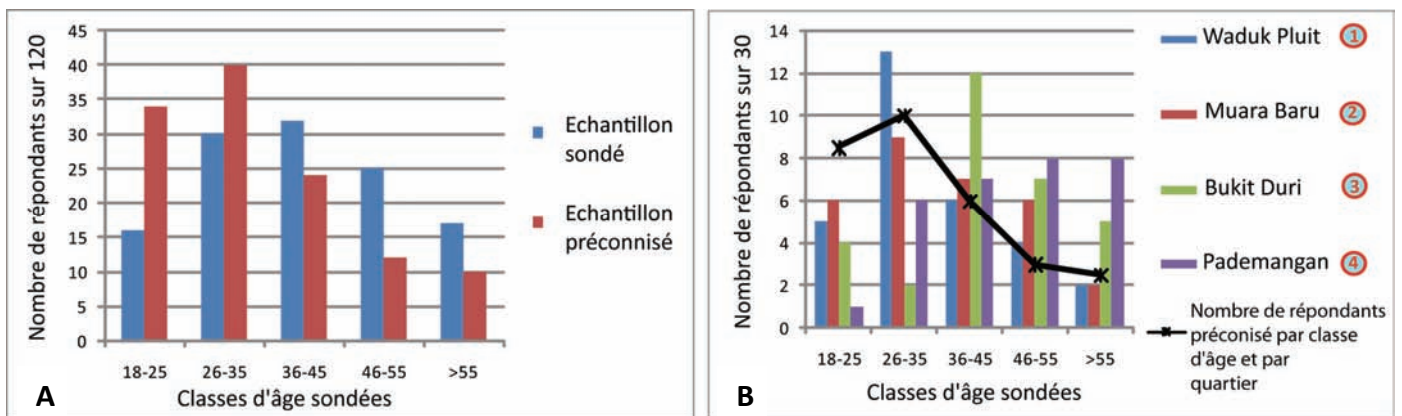 Nombre de répondants sur 120
45
40
35
30
25
20
15
10
5
0
18-25 26-35 36-45 46-55 >55
Classes d'âge sondées
A
Echantillon
sondé
Echantillon
préconnisé
Nombre de répondants sur 30
14
12
10
8
6
4
2
0
18-25 26-35 36-45 46-55 >55
Classes d'âge sondées
B
Waduk Pluit 1
Muara Baru 2
Bukit Duri 3
Pademangan 4
Nombre de répondants
préconisé par classe
d'âge et par
quartier